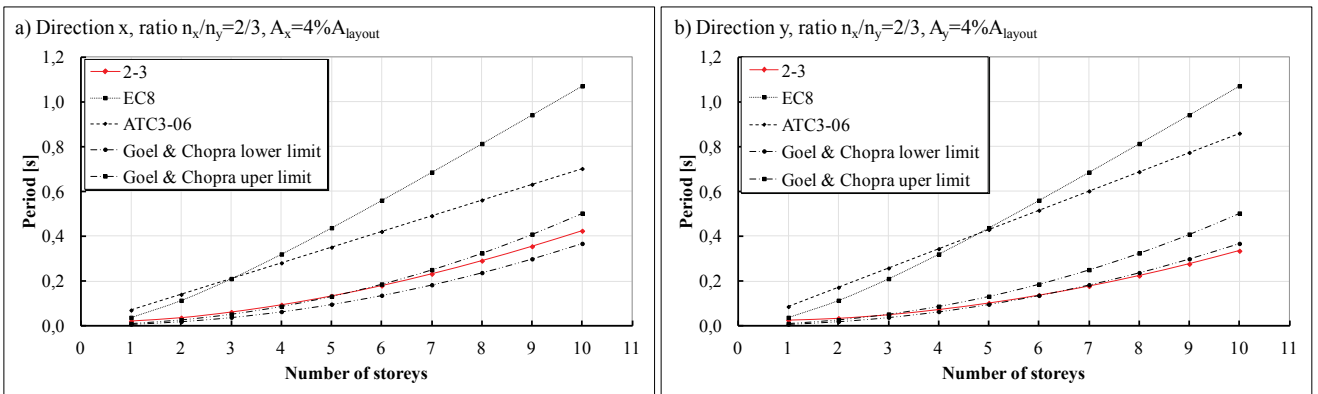 a) Direction x, ratio nx/ny=2/3, Ax=4%Alayout
1,2
1,0
0,8
0,6
0,4
0,2
0,0
Period [s]
2-3
EC8
ATC3-06
Goel & Chopra lower limit
Goel & Chopra uper limit
0 1 2 3 4 5 6 7 8 9 10 11
Number of storeys
b) Direction y, ratio nx/ny=2/3, Ay=4%Alayout
1,2
1,0
0,8
0,6
0,4
0,2
0,0
Period [s]
2-3
EC8
ATC3-06
Goel & Chopra lower limit
Goel & Chopra uper limit
0 1 2 3 4 5 6 7 8 9 10 11
Number of storeys